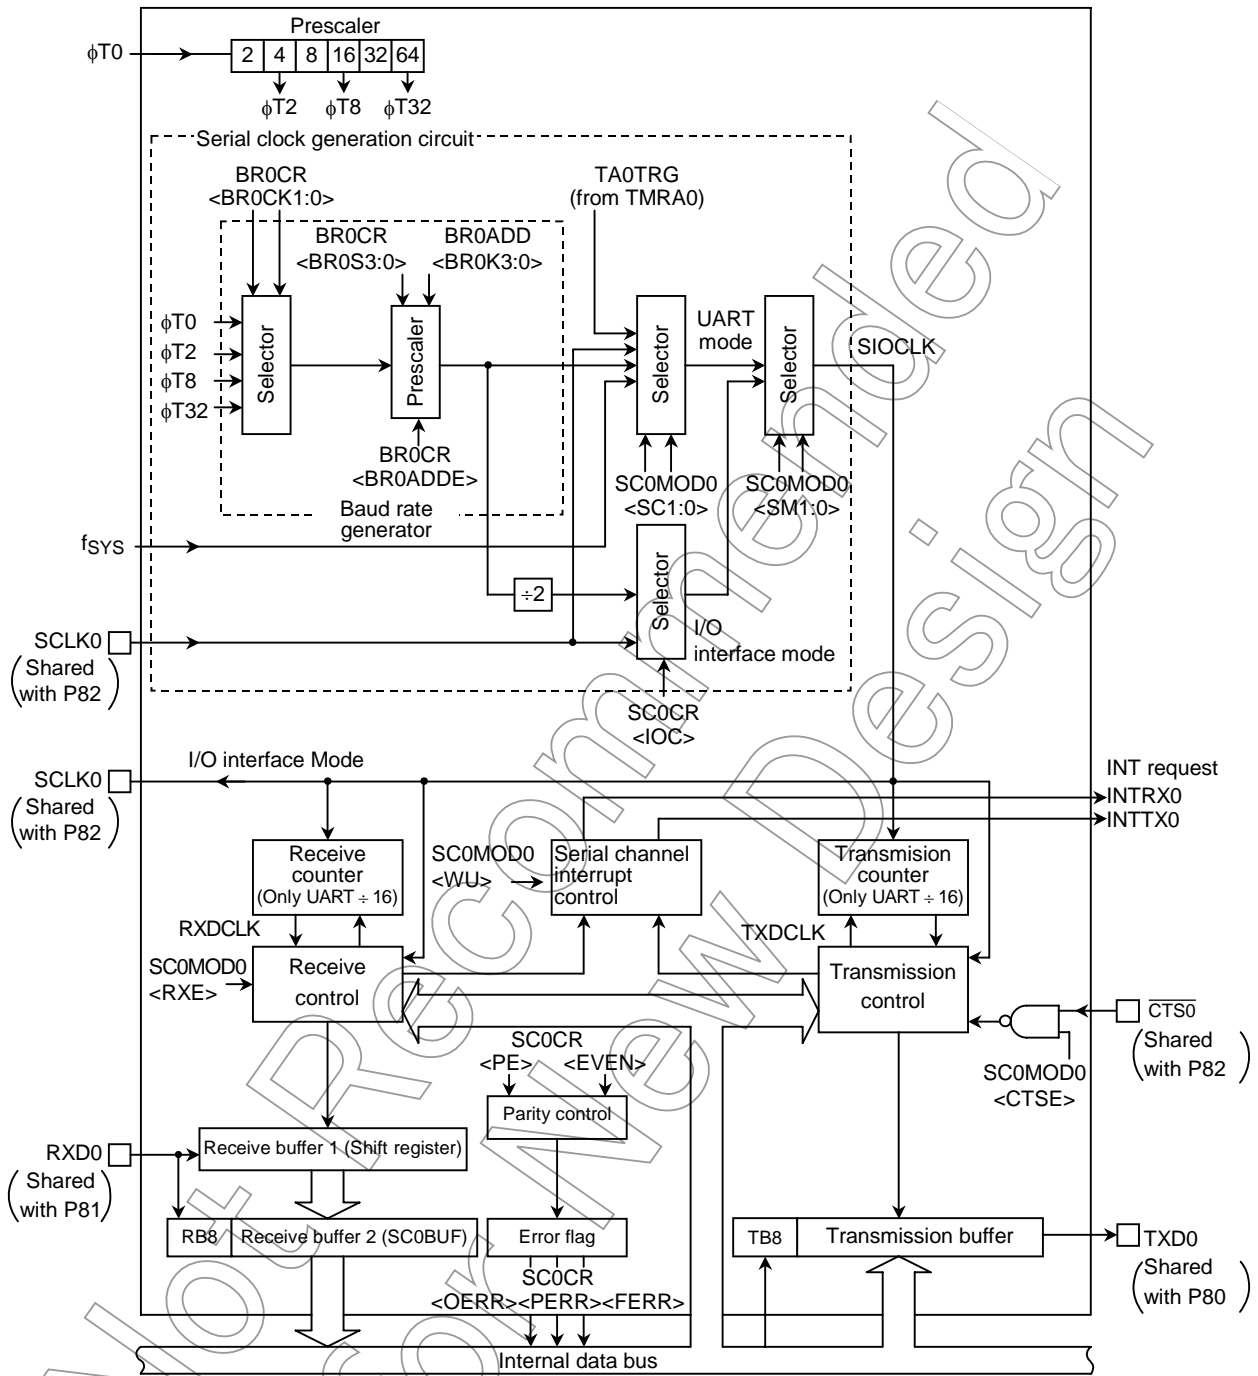 Prescaler
ϕT0
2 4 8 16 32 64
ϕT2 ϕT8 ϕT32
Serial clock generation circuit
BR0CR
<BR0CK1:0>
TA0TRG
(from TMRA0)
BR0CR
<BR0S3:0>
BR0ADD
<BR0K3:0>
ϕT0
ϕT2
ϕT8
ϕT32
Selector
Prescaler
Selector
UART
mode
Selector
SIOCLK
BR0CR
<BR0ADDE>
SC0MOD0
<SC1:0>
SC0MOD0
<SM1:0>
Baud rate
generator
fSYS
÷2
Selector
I/O
interface mode
SCLK0
(Shared
with P82)
SC0CR
<IOC>
SCLK0
(Shared
with P82)
I/O interface Mode
INT request
INTRX0
INTTX0
Receive
counter
(Only UART ÷ 16)
SC0MOD0
<WU>
Serial channel
interrupt
control
Transmision
counter
(Only UART ÷ 16)
RXDCLK
TXDCLK
SC0MOD0
<RXE>
Receive
control
Transmission
control
CTS0
(Shared
with P82)
SC0MOD0
<CTSE>
SC0CR
<PE> <EVEN>
Parity control
RXD0
(Shared
with P81)
Receive buffer 1 (Shift register)
RB8 Receive buffer 2 (SC0BUF)
Error flag
TB8 Transmission buffer
TXD0
(Shared
with P80)
SC0CR
<OERR><PERR><FERR>
Internal data bus
Not Recommended
for New Design